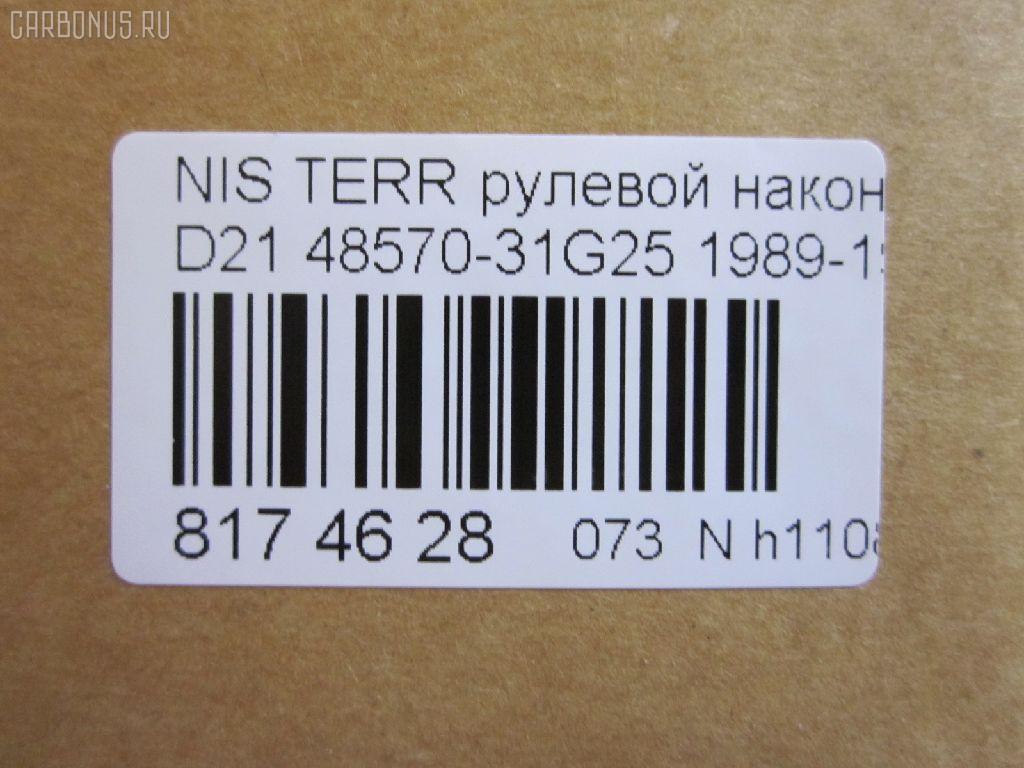 CARBONUS.RU
NIS TERR рулевой након
D21 48570-31G25 1989-1
817 46 28 073 N h110